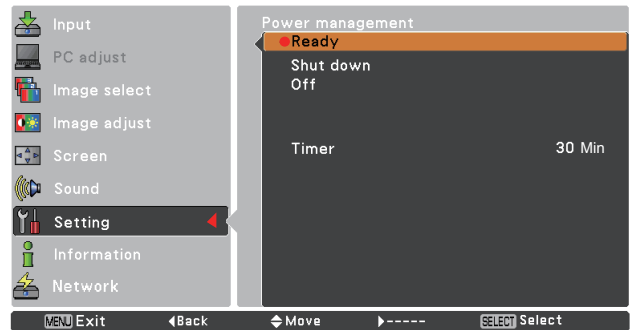 Input
PC adjust
Image select
Image adjust
Screen
Sound
Setting
Information
Network
Power management
Ready
Shut down
Off
Timer 30 Min
MENU Exit Back Move ----- SELECT Select